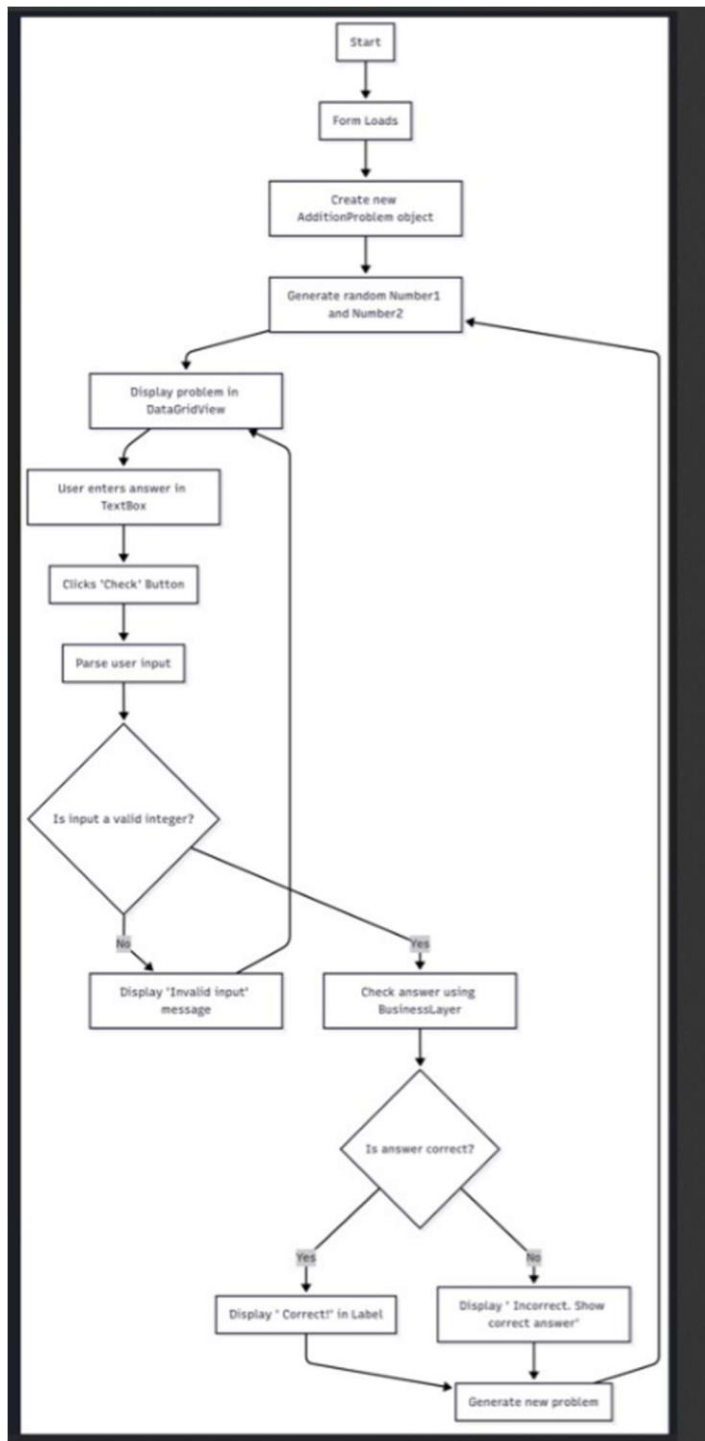 Start
Form Loads
Create new
AdditionProblem object
Generate random Number1
and Number2
Display problem in
DataGridView
User enters answer in
TextBox
Clicks 'Check' Button
Parse user input
Is input a valid integer?
No
Yes
Display 'Invalid input'
message
Check answer using
BusinessLayer
Is answer correct?
Yes
No
Display " Correct!" in Label
Display ' Incorrect. Show
correct answer'
Generate new problem